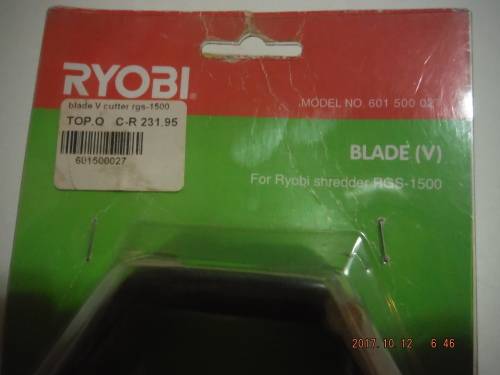 RYOBI
blade V cutter rgs-1500
TOP.O C-R 231.95
601500027
MODEL NO. 601 500 027
BLADE (V)
For Ryobi shredder RGS-1500
2017.10.12 6:46